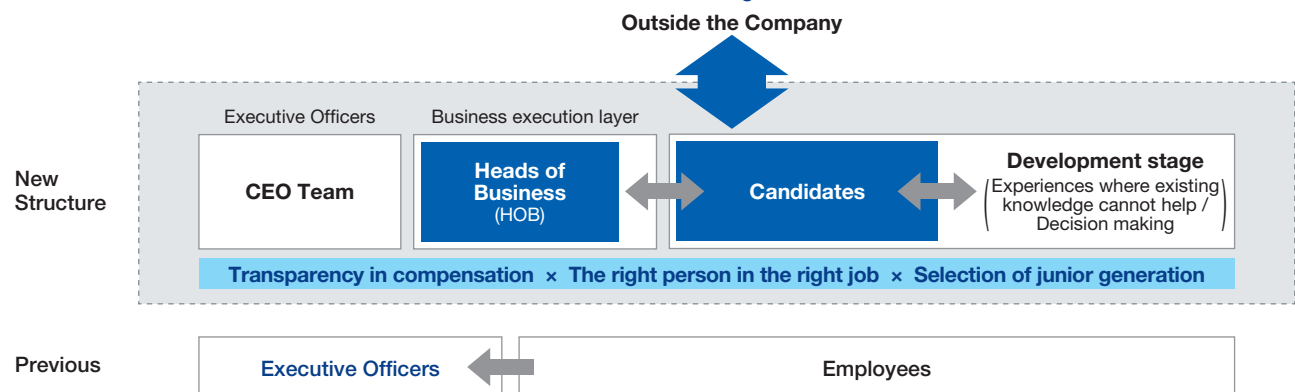 Outside the Company
Executive Officers
Business execution layer
New
Structure
CEO Team
Heads of
Business
(HOB)
Candidates
Development stage
(Experiences where existing
knowledge cannot help /
Decision making)
Transparency in compensation × The right person in the right job × Selection of junior generation
Previous
Executive Officers
Employees